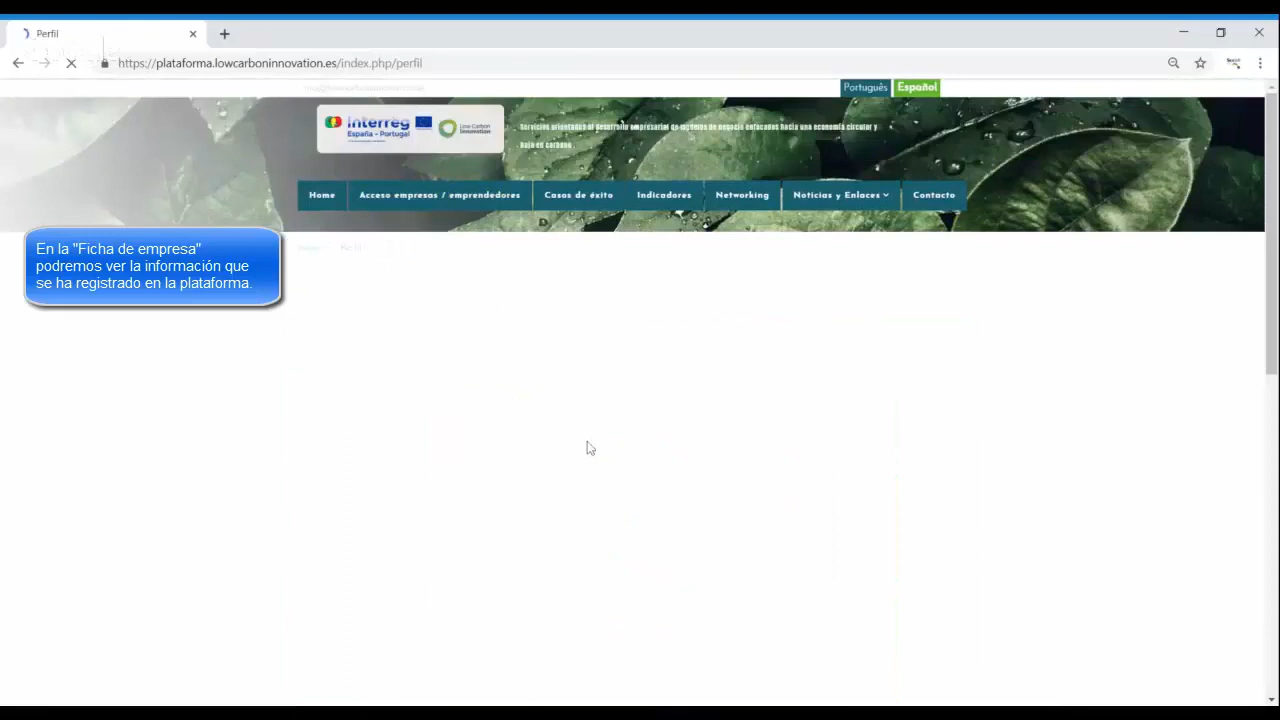 Perfil
https://plataforma.lowcarboninnovation.es/index.php/perfil
Português Español
Interreg
España - Portugal
Low Carbon
Innovation
Servicios orientados al desarrollo empresarial de modelos de negocio enfocados hacia una economía circular y
baja en carbono
Home Acceso empresas / emprendedores Casos de éxito Indicadores Networking Noticias y Enlaces Contacto
En la "Ficha de empresa"
podremos ver la información que
se ha registrado en la plataforma.
Perfil